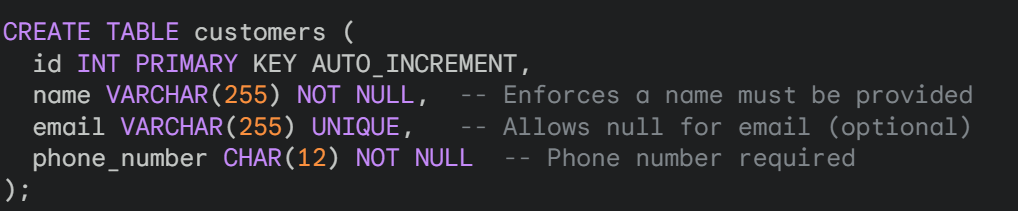 CREATE TABLE customers (
  id INT PRIMARY KEY AUTO_INCREMENT,
  name VARCHAR(255) NOT NULL,  -- Enforces a name must be provided
  email VARCHAR(255) UNIQUE,   -- Allows null for email (optional)
  phone_number CHAR(12) NOT NULL  -- Phone number required
);